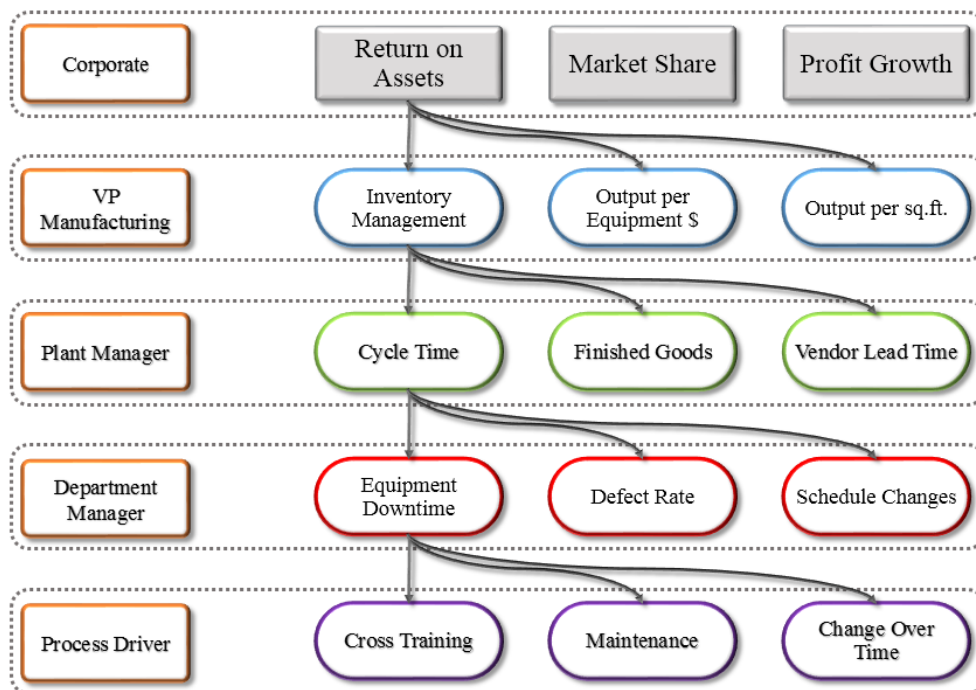 Corporate
Return on
Assets
Market Share
Profit Growth
VP
Manufacturing
Inventory
Management
Output per
Equipment $
Output per sq.ft.
Plant Manager
Cycle Time
Finished Goods
Vendor Lead Time
Department
Manager
Equipment
Downtime
Defect Rate
Schedule Changes
Process Driver
Cross Training
Maintenance
Change Over
Time